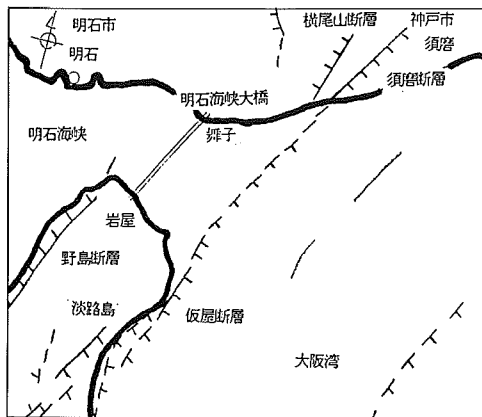 明石市
明石
横尾山断層
神戸市
須磨
須磨断層
明石海峡大橋
明石海峡
舞子
岩屋
野島断層
淡路島
仮屋断層
大阪湾